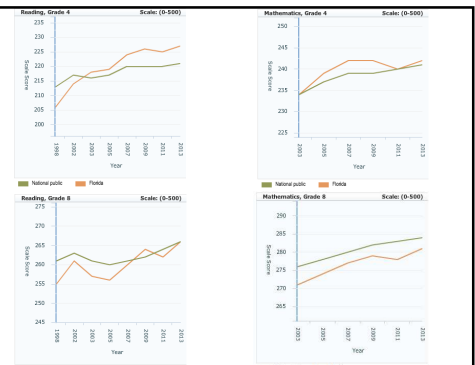 Reading, Grade 4 Scale: (0-500)
235
230
225
220
215
210
205
200
Scale Score
1998 2002 2003 2005 2007 2009 2011 2013
Year
National public Florida
Mathematics, Grade 4 Scale: (0-500)
250
245
240
235
230
225
Scale Score
2003 2005 2007 2009 2011 2013
Year
National public Florida
Reading, Grade 8 Scale: (0-500)
275
270
265
260
255
250
245
Scale Score
1998 2002 2003 2005 2007 2009 2011 2013
Year
Mathematics, Grade 8 Scale: (0-500)
290
285
280
275
270
265
Scale Score
2003 2005 2007 2009 2011 2013
Year